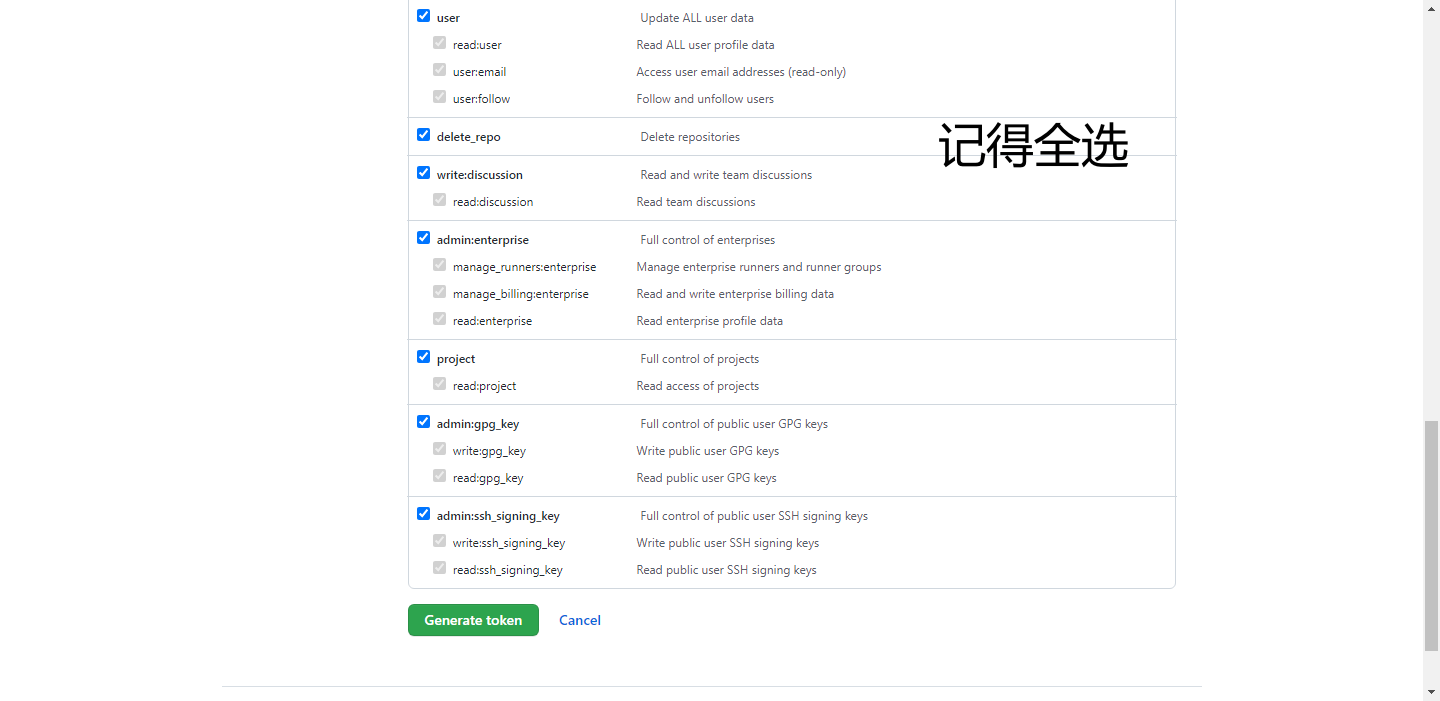 user Update ALL user data
read:user Read ALL user profile data
user:email Access user email addresses (read-only)
user:follow Follow and unfollow users
delete_repo Delete repositories
记得全选
write:discussion Read and write team discussions
read:discussion Read team discussions
admin:enterprise Full control of enterprises
manage_runners:enterprise Manage enterprise runners and runner groups
manage_billing:enterprise Read and write enterprise billing data
read:enterprise Read enterprise profile data
project Full control of projects
read:project Read access of projects
admin:gpg_key Full control of public user GPG keys
write:gpg_key Write public user GPG keys
read:gpg_key Read public user GPG keys
admin:ssh_signing_key Full control of public user SSH signing keys
write:ssh_signing_key Write public user SSH signing keys
read:ssh_signing_key Read public user SSH signing keys
Generate token Cancel